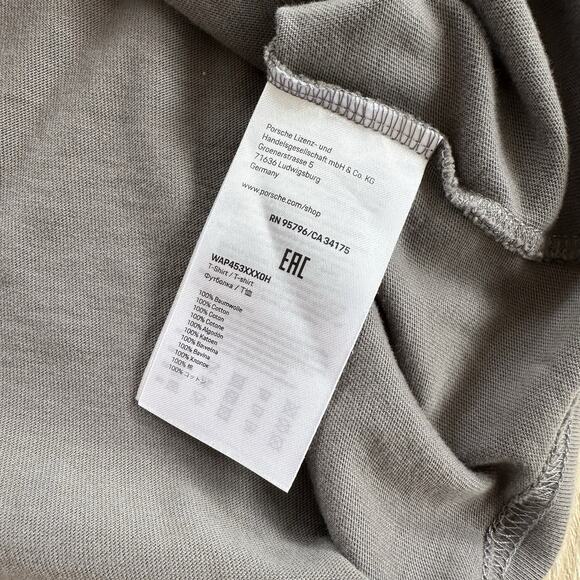 Porsche Lizenz- und
Handelsgesellschaft mbH & Co. KG
Groenerstrasse 5
71636 Ludwigsburg
Germany
www.porsche.com/shop
RN 95796/CA 34175
EAC
WAP453XXX0H
T-Shirt / T-shirt
Футболка / T恤
100% Baumwolle
100% Cotton
100% Coton
100% Cotone
100% Algodón
100% Katoen
100% Bawełna
100% Bavlna
100% Хлопок
100% 棉
100% コットン